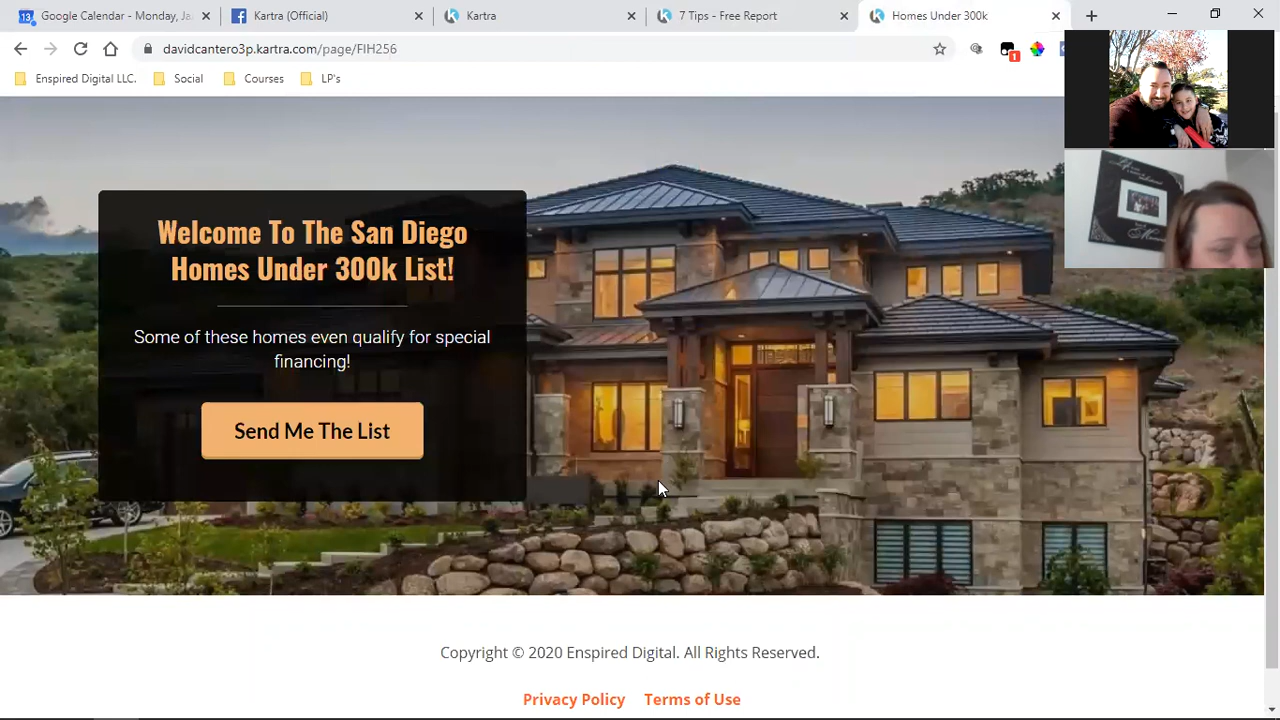 13
Google Calendar - Monday, Ja
Kartra (Official)
Kartra
7 Tips - Free Report
Homes Under 300k
davidcantero3p.kartra.com/page/FIH256
1
Enspired Digital LLC.
Social
Courses
LP's
Welcome To The San Diego
Homes Under 300k List!
Some of these homes even qualify for special
financing!
Send Me The List
Copyright © 2020 Enspired Digital. All Rights Reserved.
Privacy Policy
Terms of Use